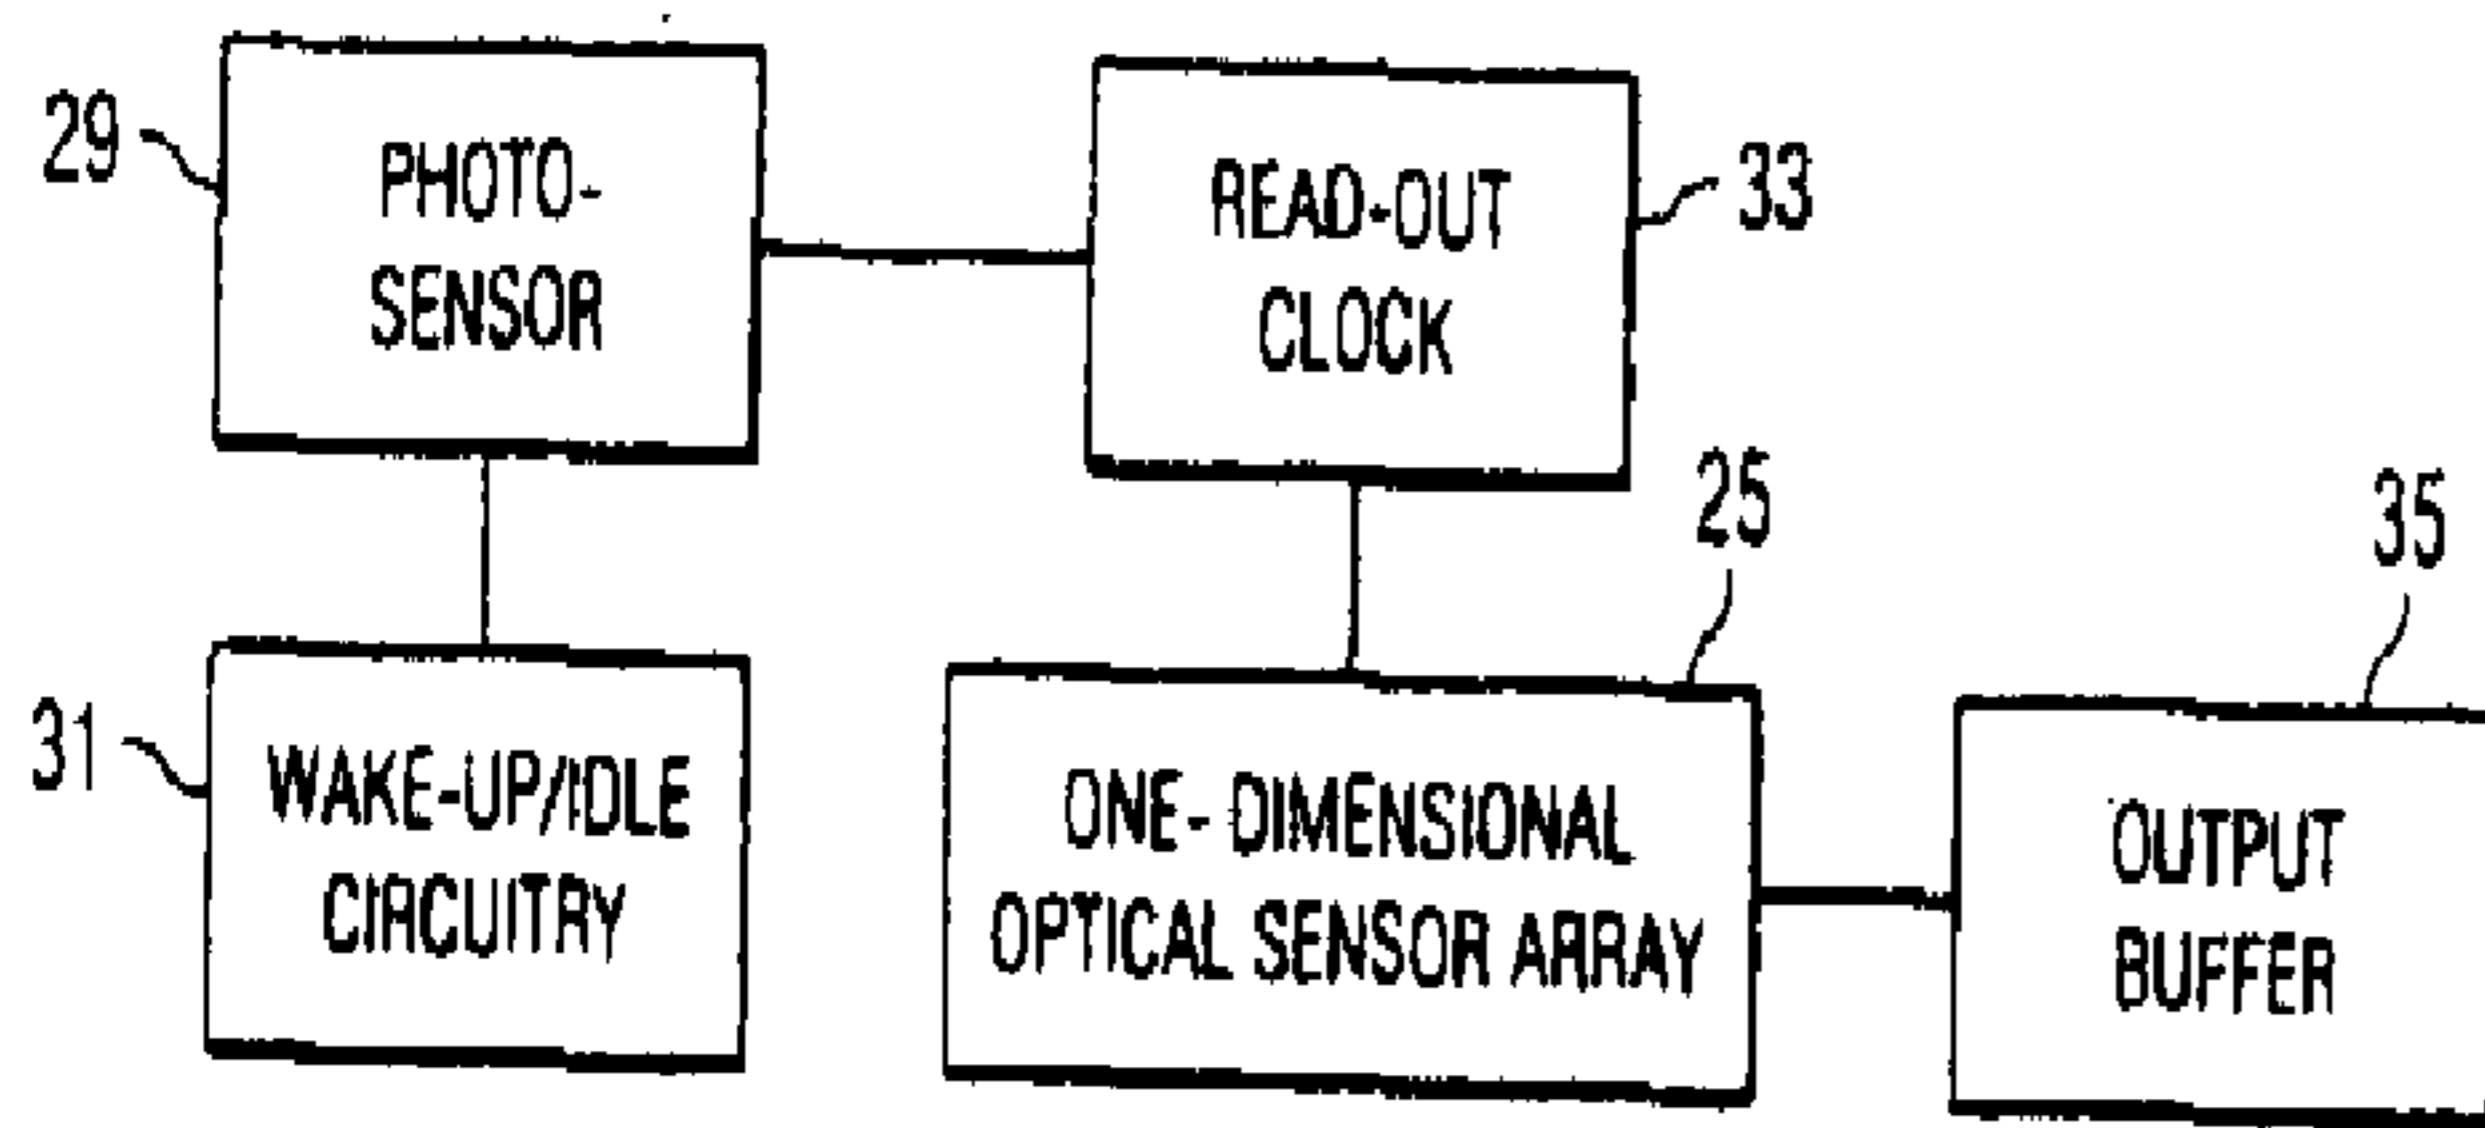 29
PHOTO-
SENSOR
READ-OUT
CLOCK
33
25
35
31
WAKE-UP/IDLE
CIRCUITRY
ONE- DIMENSIONAL
OPTICAL SENSOR ARRAY
OUTPUT
BUFFER